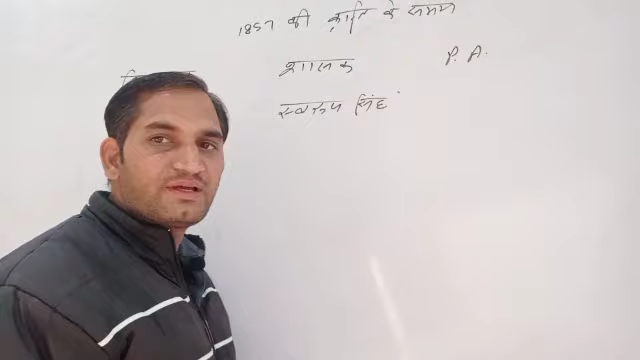 1857 की क्रांति के समय
शासक P. A.
स्वरूप सिंह